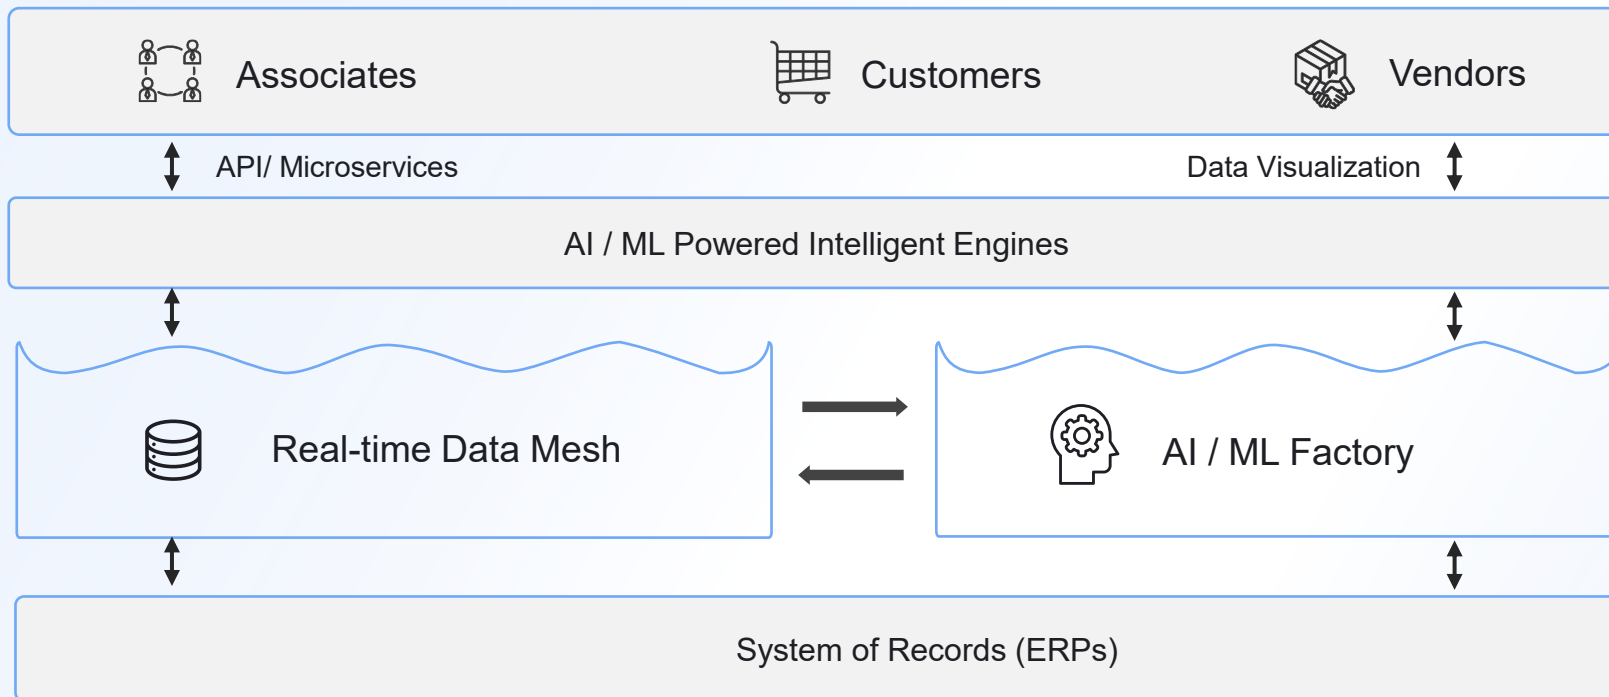 Associates
Customers
Vendors
API/ Microservices
Data Visualization
AI / ML Powered Intelligent Engines
Real-time Data Mesh
AI / ML Factory
System of Records (ERPs)